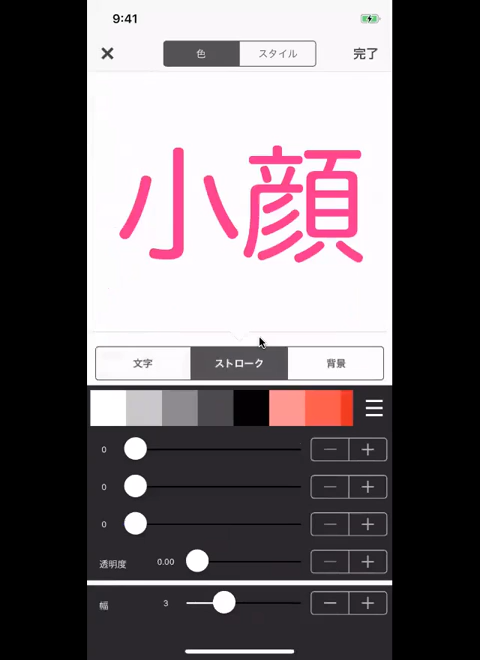 9:41
色 スタイル 完了
小顔
文字 ストローク 背景
0
0
0
透明度 0.00
幅 3